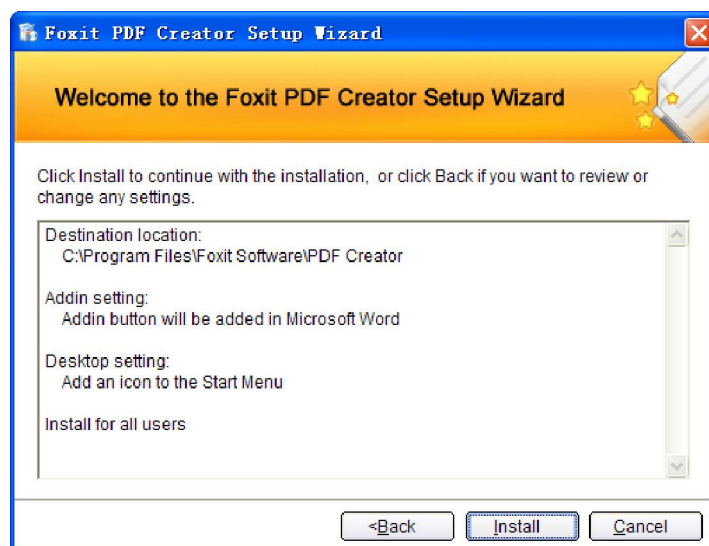 Foxit PDF Creator Setup Wizard
Welcome to the Foxit PDF Creator Setup Wizard
Click Install to continue with the installation, or click Back if you want to review or
change any settings.
Destination location:
C:\Program Files\Foxit Software\PDF Creator
Addin setting:
Addin button will be added in Microsoft Word
Desktop setting:
Add an icon to the Start Menu
Install for all users
<Back Install Cancel